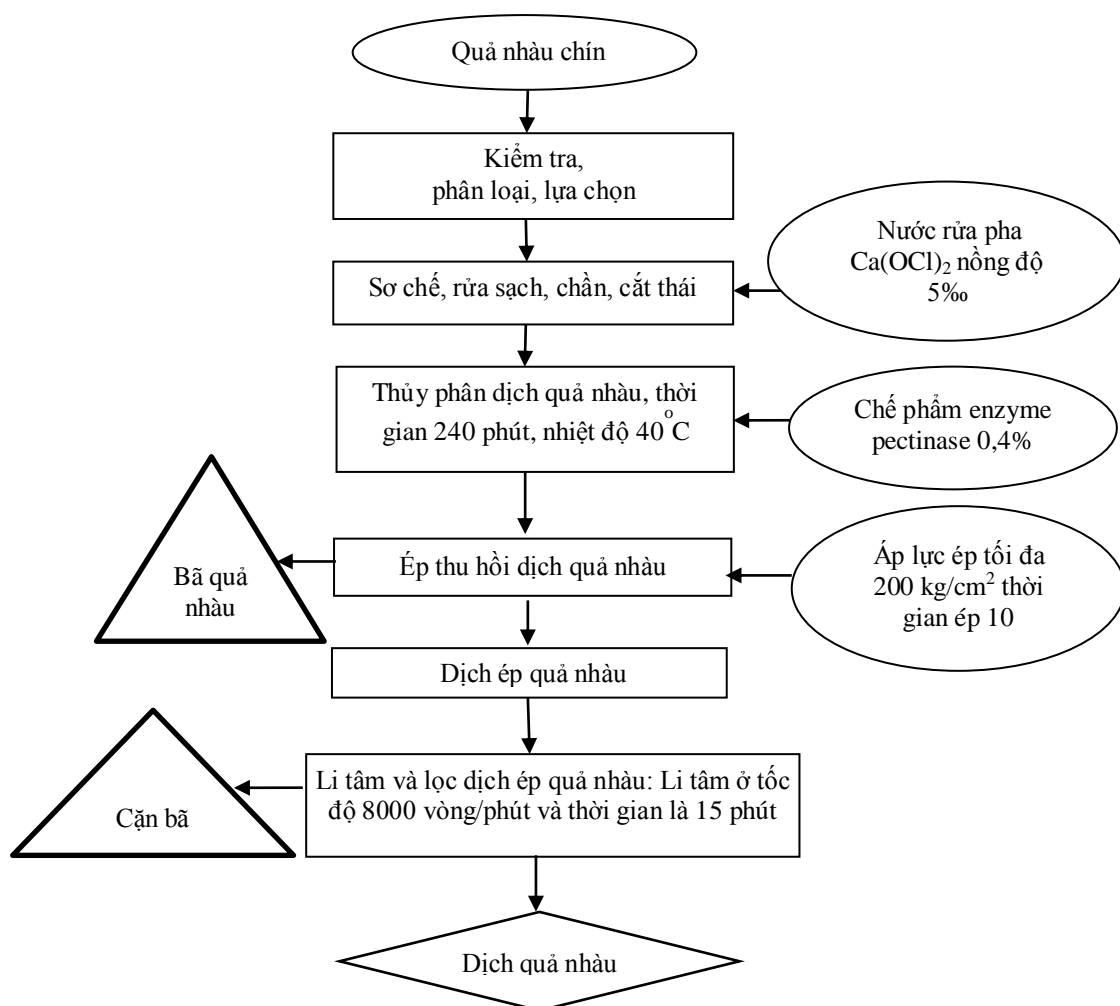 Quả nhàu chín
Kiểm tra,
phân loại, lựa chọn
Nước rửa pha
Ca(OCl)₂ nồng độ
5‰
Sơ chế, rửa sạch, chần, cắt thái
Thủy phân dịch quả nhàu, thời
gian 240 phút, nhiệt độ 40°C
Chế phẩm enzyme
pectinase 0,4%
Bã quả
nhàu
Ép thu hồi dịch quả nhàu
Áp lực ép tối đa
200 kg/cm² thời
gian ép 10
Dịch ép quả nhàu
Li tâm và lọc dịch ép quả nhàu: Li tâm ở tốc
độ 8000 vòng/phút và thời gian là 15 phút
Cặn bã
Dịch quả nhàu